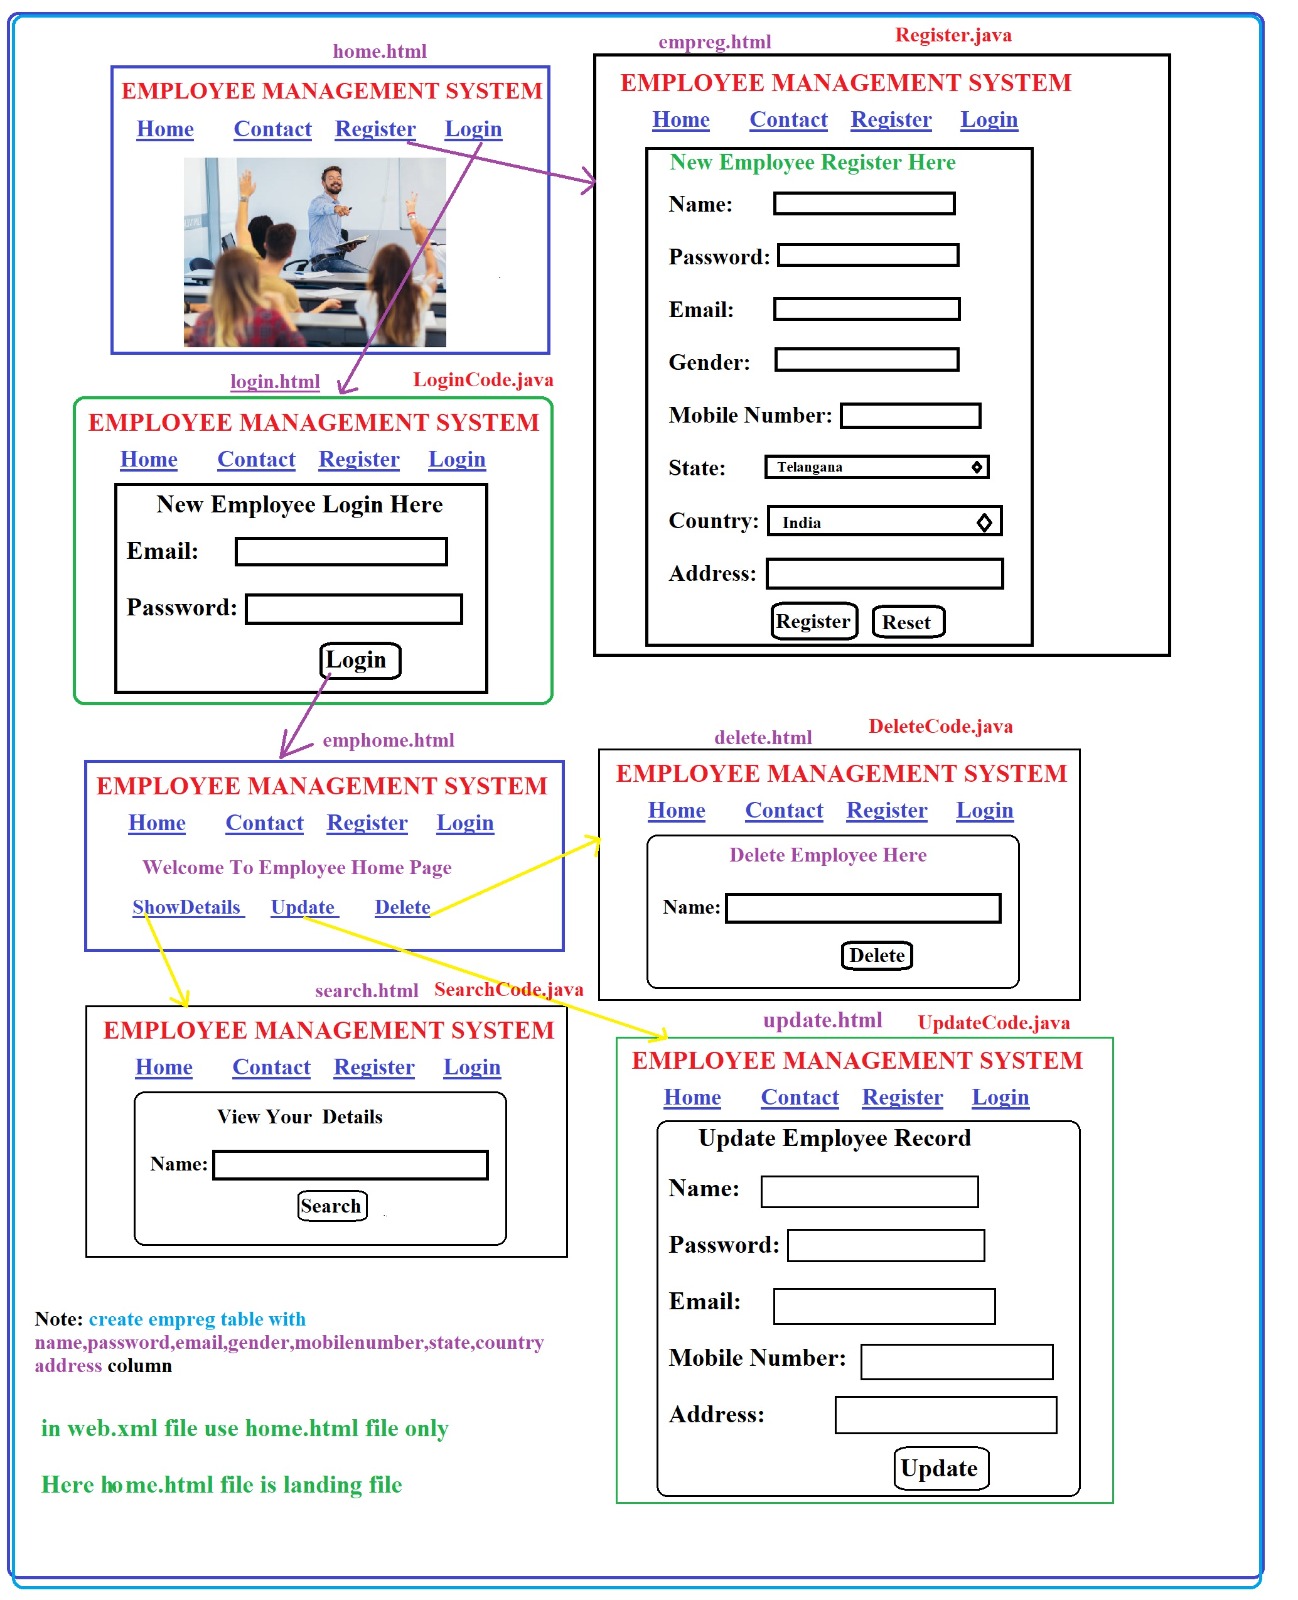 home.html
EMPLOYEE MANAGEMENT SYSTEM
Home Contact Register Login
empreg.html Register.java
EMPLOYEE MANAGEMENT SYSTEM
Home Contact Register Login
New Employee Register Here
Name:
Password:
Email:
Gender:
Mobile Number:
State: Telangana
Country: India
Address:
Register Reset
login.html LoginCode.java
EMPLOYEE MANAGEMENT SYSTEM
Home Contact Register Login
New Employee Login Here
Email:
Password:
Login
emphome.html
EMPLOYEE MANAGEMENT SYSTEM
Home Contact Register Login
Welcome To Employee Home Page
ShowDetails Update Delete
delete.html DeleteCode.java
EMPLOYEE MANAGEMENT SYSTEM
Home Contact Register Login
Delete Employee Here
Name:
Delete
search.html SearchCode.java
EMPLOYEE MANAGEMENT SYSTEM
Home Contact Register Login
View Your Details
Name:
Search
update.html UpdateCode.java
EMPLOYEE MANAGEMENT SYSTEM
Home Contact Register Login
Update Employee Record
Name:
Password:
Email:
Mobile Number:
Address:
Update
Note: create empreg table with
name,password,email,gender,mobilenumber,state,country
address column
in web.xml file use home.html file only
Here home.html file is landing file